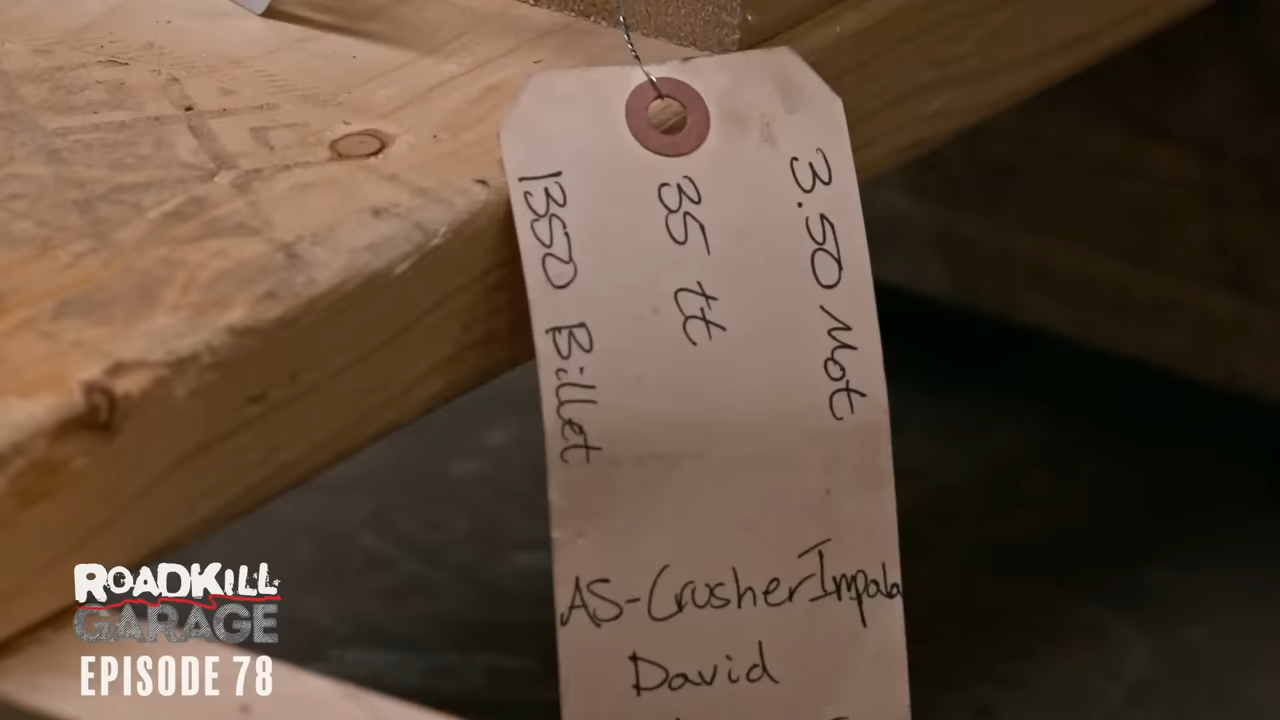 3.50 Mot
35 tt
1350 Billet
AS-Crusher Impala
David
ROADKILL
GARAGE
EPISODE 78